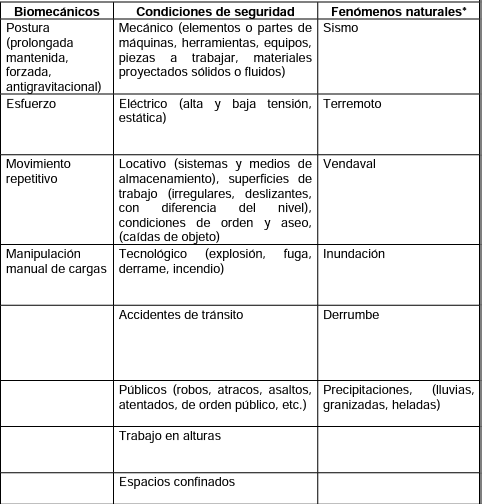 Biomecánicos Condiciones de seguridad Fenómenos naturales*
Postura
(prolongada
mantenida,
forzada,
antigravitacional)
Mecánico (elementos o partes de
máquinas, herramientas, equipos,
piezas a trabajar, materiales
proyectados sólidos o fluidos)
Sismo
Esfuerzo
Eléctrico (alta y baja tensión,
estática)
Terremoto
Movimiento
repetitivo
Locativo (sistemas y medios de
almacenamiento), superficies de
trabajo (irregulares, deslizantes,
con diferencia del nivel),
condiciones de orden y aseo,
(caídas de objeto)
Vendaval
Manipulación
manual de cargas
Tecnológico (explosión, fuga,
derrame, incendio)
Inundación
Accidentes de tránsito
Derrumbe
Públicos (robos, atracos, asaltos,
atentados, de orden público, etc.)
Precipitaciones, (lluvias,
granizadas, heladas)
Trabajo en alturas
Espacios confinados